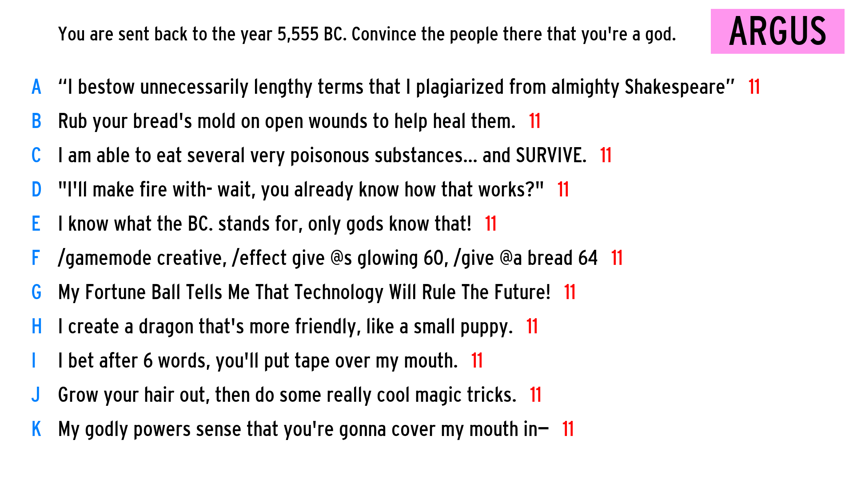 You are sent back to the year 5,555 BC. Convince the people there that you're a god.
ARGUS
A “I bestow unnecessarily lengthy terms that I plagiarized from almighty Shakespeare” 11
B Rub your bread's mold on open wounds to help heal them. 11
C I am able to eat several very poisonous substances... and SURVIVE. 11
D "I'll make fire with- wait, you already know how that works?" 11
E I know what the BC. stands for, only gods know that! 11
F /gamemode creative, /effect give @s glowing 60, /give @a bread 64 11
G My Fortune Ball Tells Me That Technology Will Rule The Future! 11
H I create a dragon that's more friendly, like a small puppy. 11
I I bet after 6 words, you'll put tape over my mouth. 11
J Grow your hair out, then do some really cool magic tricks. 11
K My godly powers sense that you're gonna cover my mouth in— 11